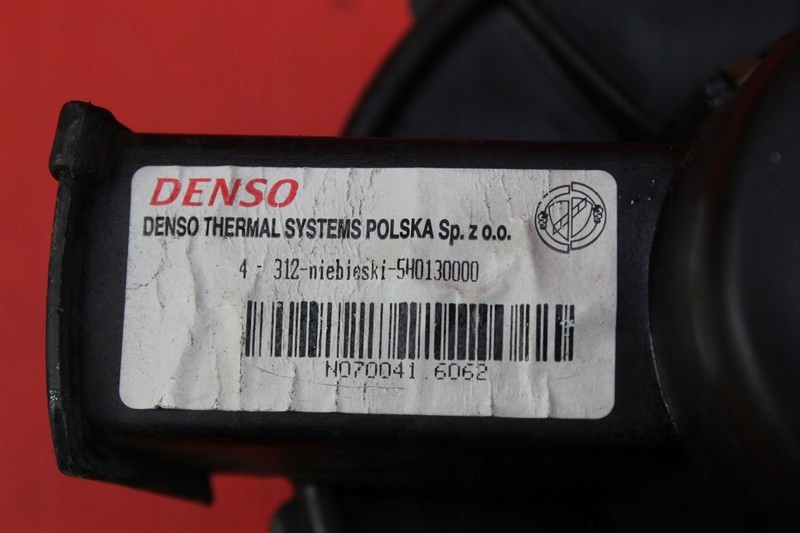 DENSO
DENSO THERMAL SYSTEMS POLSKA Sp. z o.o.
4 - 312-niebieski-5H0130000
N070041.6062